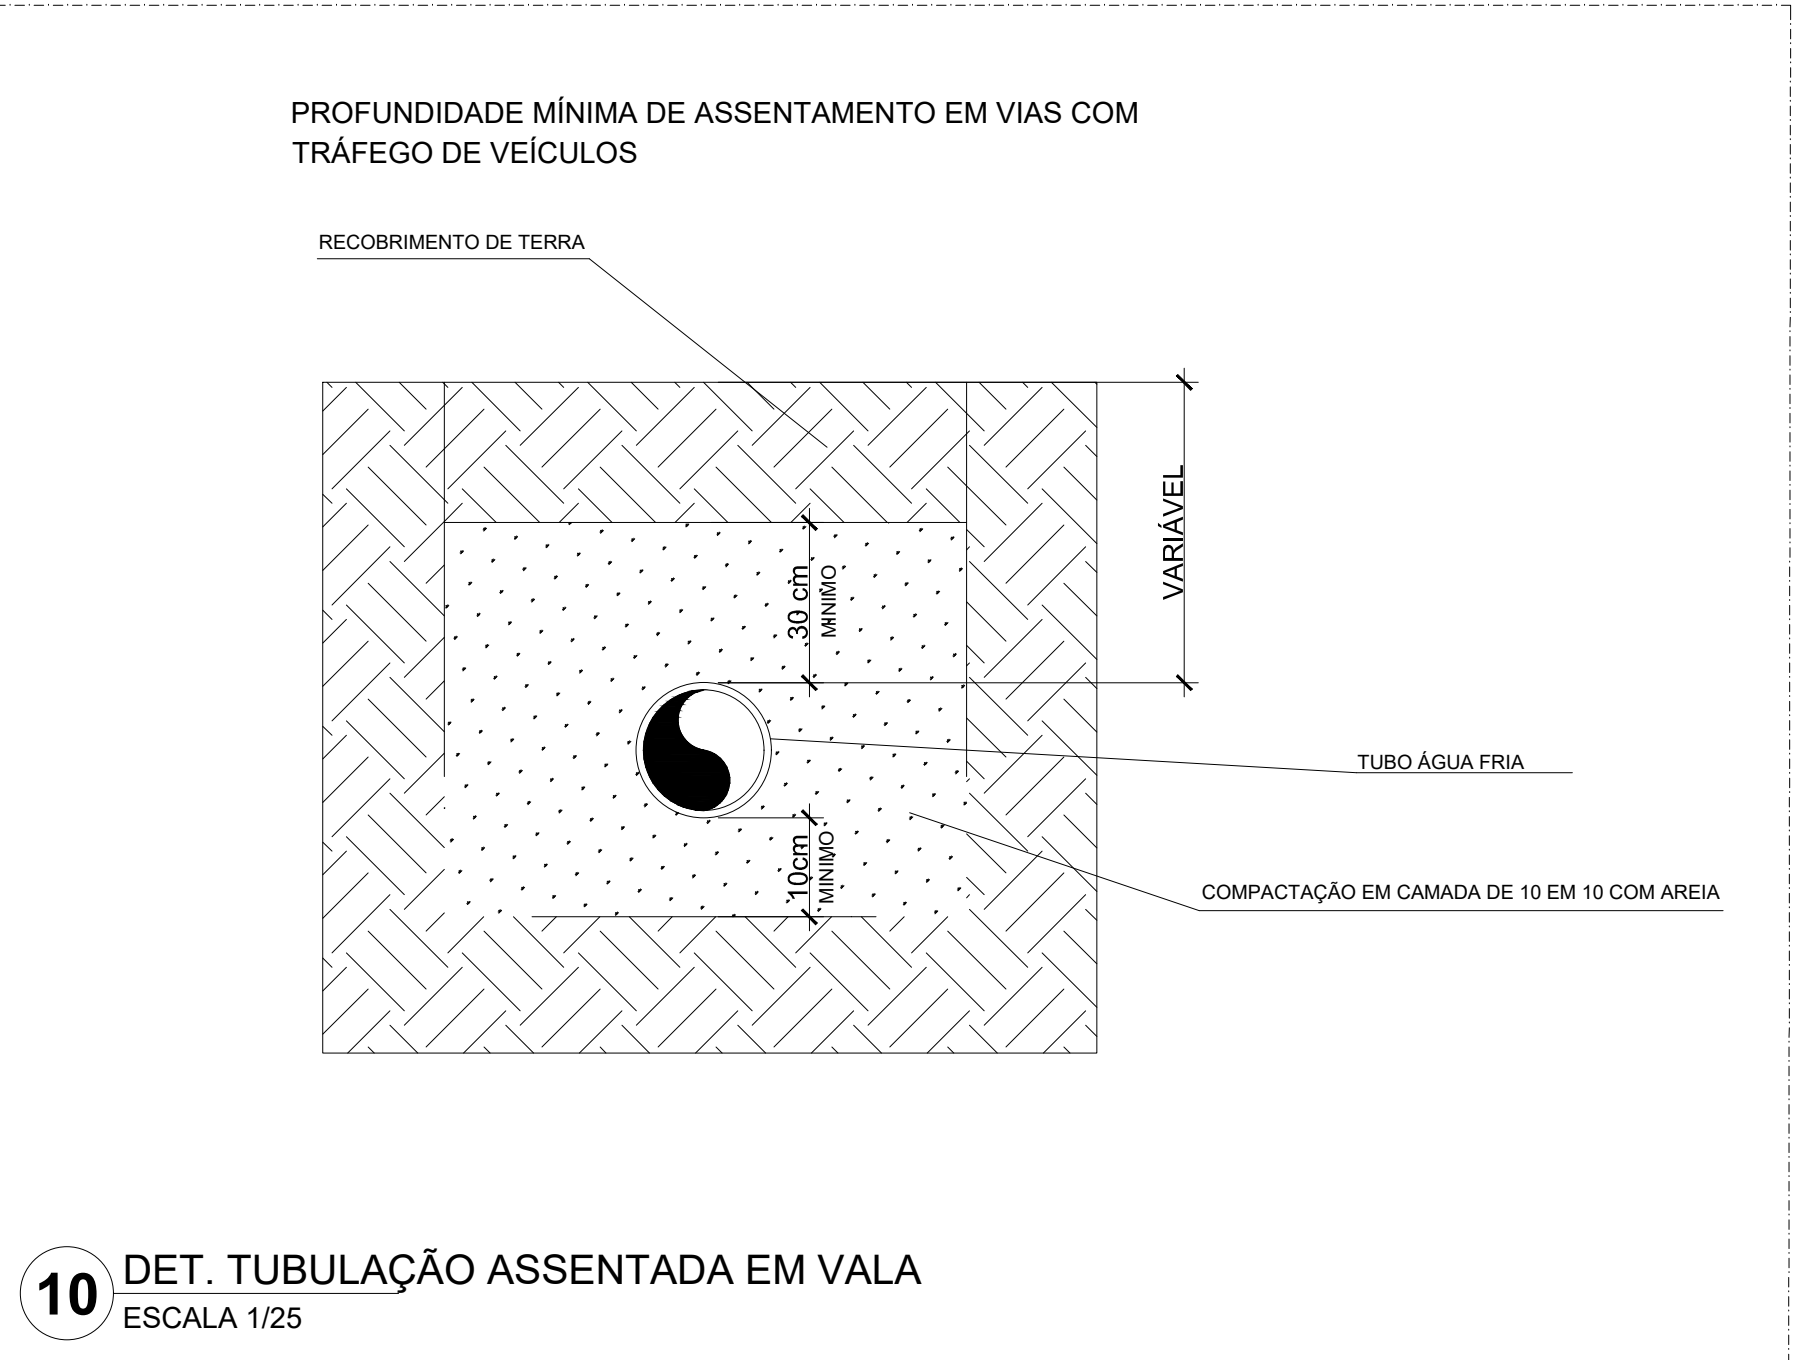 PROFUNDIDADE MÍNIMA DE ASSENTAMENTO EM VIAS COM
TRÁFEGO DE VEÍCULOS
RECOBRIMENTO DE TERRA
VARIÁVEL
30 cm
MINIMO
TUBO ÁGUA FRIA
10cm
MINIMO
COMPACTAÇÃO EM CAMADA DE 10 EM 10 COM AREIA
10
DET. TUBULAÇÃO ASSENTADA EM VALA
ESCALA 1/25